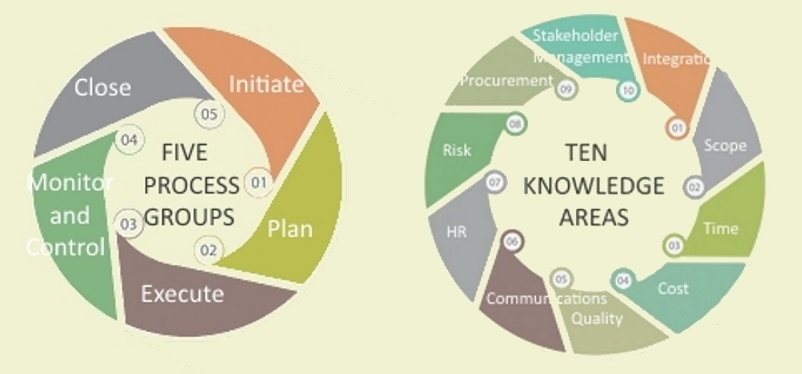 FIVE
PROCESS
GROUPS
Initiate
01
Plan
02
Execute
03
Monitor
and
Control
04
Close
05
TEN
KNOWLEDGE
AREAS
Integratio
01
Scope
02
Time
03
Cost
04
Quality
05
Communications
06
HR
07
Risk
08
Procurement
09
Stakeholder
Management
10